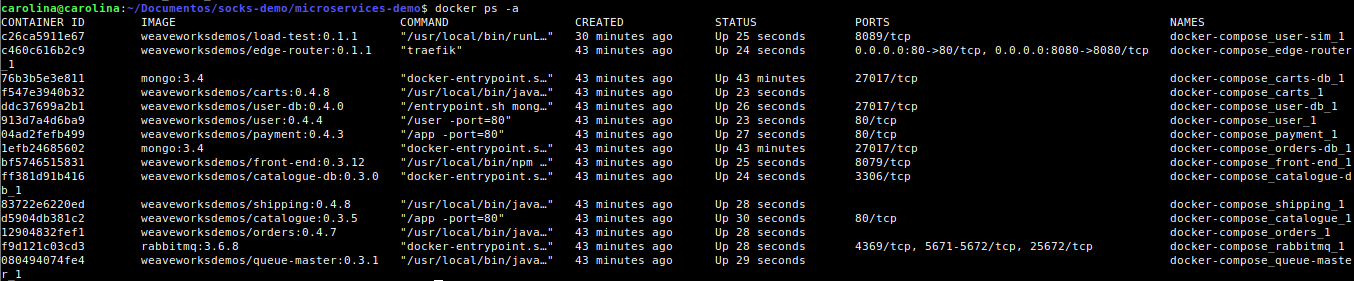 carolina@carolina:~/Documentos/socks-demo/microservices-demo$ docker ps -a
CONTAINER ID        IMAGE                                COMMAND                  CREATED             STATUS              PORTS                                        NAMES
c26ca5911e67        weaveworksdemos/load-test:0.1.1      "/usr/local/bin/runL…"   30 minutes ago      Up 25 seconds       8089/tcp                                     docker-compose_user-sim_1
c460c616b2c9        weaveworksdemos/edge-router:0.1.1    "traefik"                43 minutes ago      Up 24 seconds       0.0.0.0:80->80/tcp, 0.0.0.0:8080->8080/tcp   docker-compose_edge-router
_1
76b3b5e3e811        mongo:3.4                            "docker-entrypoint.s…"   43 minutes ago      Up 43 minutes       27017/tcp                                    docker-compose_carts-db_1
f547e3940b32        weaveworksdemos/carts:0.4.8          "/usr/local/bin/java…"   43 minutes ago      Up 23 seconds                                                    docker-compose_carts_1
ddc37699a2b1        weaveworksdemos/user-db:0.4.0        "/entrypoint.sh mong…"   43 minutes ago      Up 26 seconds       27017/tcp                                    docker-compose_user-db_1
913d7a4d6ba9        weaveworksdemos/user:0.4.4           "/user -port=80"         43 minutes ago      Up 23 seconds       80/tcp                                       docker-compose_user_1
04ad2fefb499        weaveworksdemos/payment:0.4.3        "/app -port=80"          43 minutes ago      Up 27 seconds       80/tcp                                       docker-compose_payment_1
1efb24685602        mongo:3.4                            "docker-entrypoint.s…"   43 minutes ago      Up 43 minutes       27017/tcp                                    docker-compose_orders-db_1
bf5746515831        weaveworksdemos/front-end:0.3.12     "/usr/local/bin/npm …"   43 minutes ago      Up 25 seconds       8079/tcp                                     docker-compose_front-end_1
ff381d91b416        weaveworksdemos/catalogue-db:0.3.0   "docker-entrypoint.s…"   43 minutes ago      Up 24 seconds       3306/tcp                                     docker-compose_catalogue-d
b_1
83722e6220ed        weaveworksdemos/shipping:0.4.8       "/usr/local/bin/java…"   43 minutes ago      Up 28 seconds                                                    docker-compose_shipping_1
d5904db381c2        weaveworksdemos/catalogue:0.3.5      "/app -port=80"          43 minutes ago      Up 30 seconds       80/tcp                                       docker-compose_catalogue_1
12904832fef1        weaveworksdemos/orders:0.4.7         "/usr/local/bin/java…"   43 minutes ago      Up 28 seconds                                                    docker-compose_orders_1
f9d121c03cd3        rabbitmq:3.6.8                       "docker-entrypoint.s…"   43 minutes ago      Up 28 seconds       4369/tcp, 5671-5672/tcp, 25672/tcp           docker-compose_rabbitmq_1
080494074fe4        weaveworksdemos/queue-master:0.3.1   "/usr/local/bin/java…"   43 minutes ago      Up 29 seconds                                                    docker-compose_queue-maste
r_1